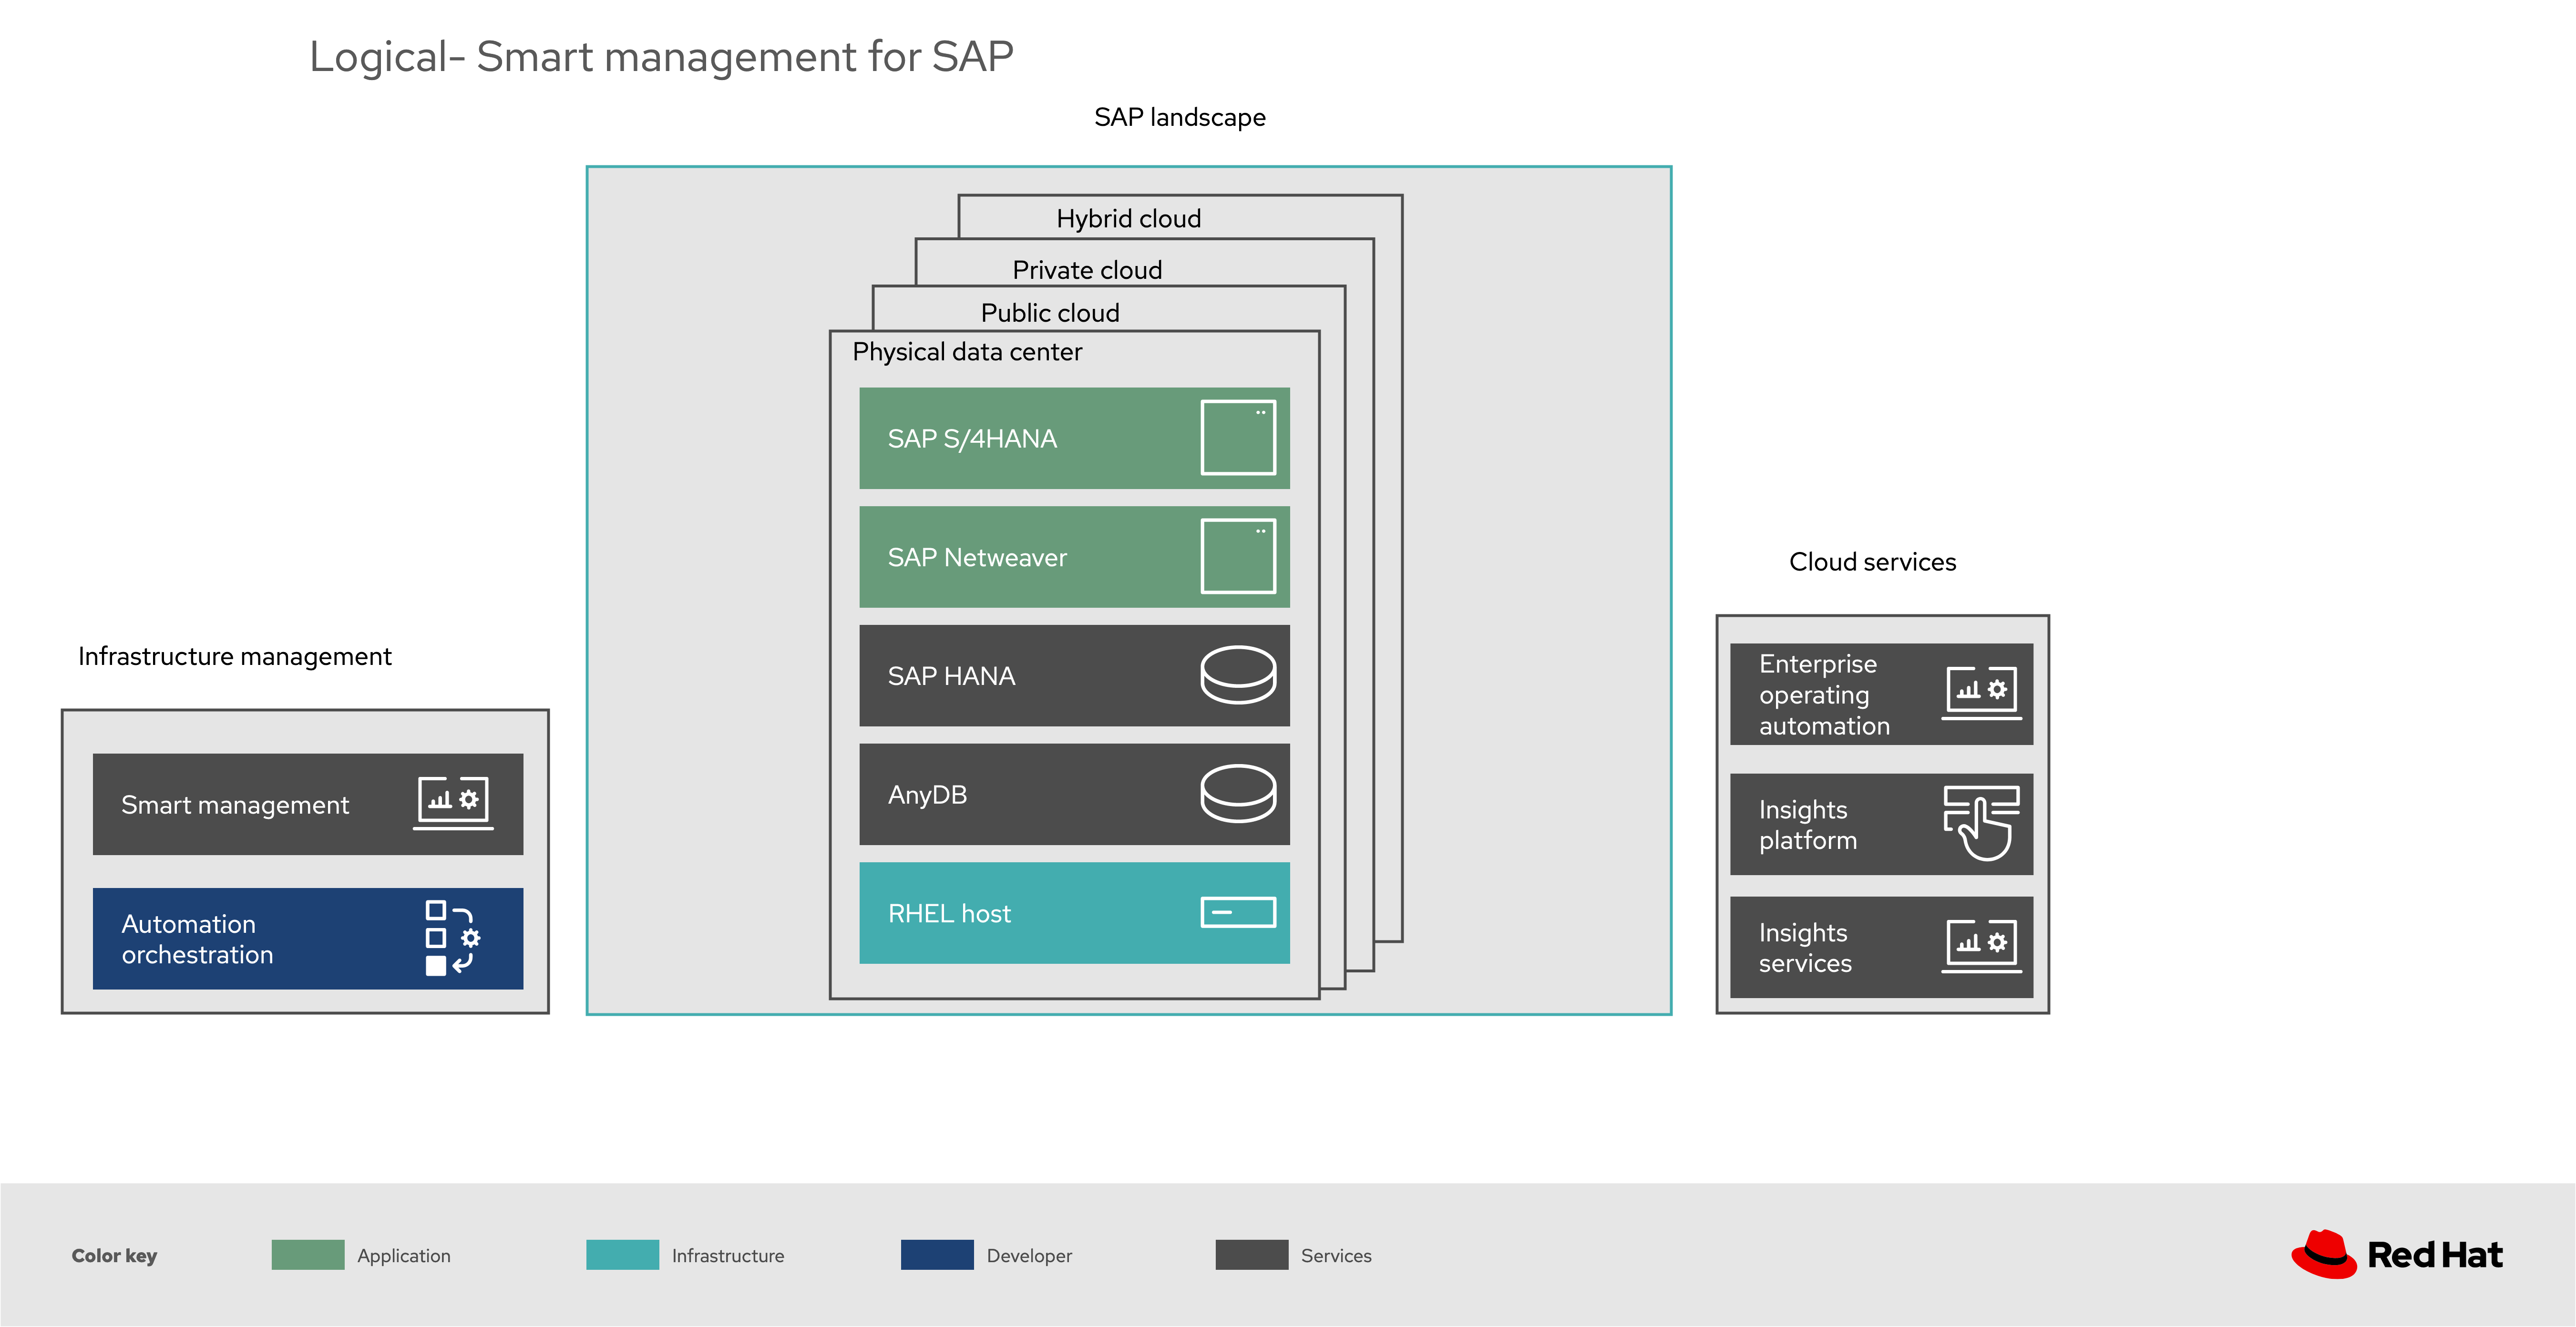 Logical- Smart management for SAP
SAP landscape
Hybrid cloud
Private cloud
Public cloud
Physical data center
SAP S/4HANA
SAP Netweaver
SAP HANA
AnyDB
RHEL host
Infrastructure management
Smart management
Automation
orchestration
Cloud services
Enterprise
operating
automation
Insights
platform
Insights
services
Color key
Application
Infrastructure
Developer
Services
Red Hat